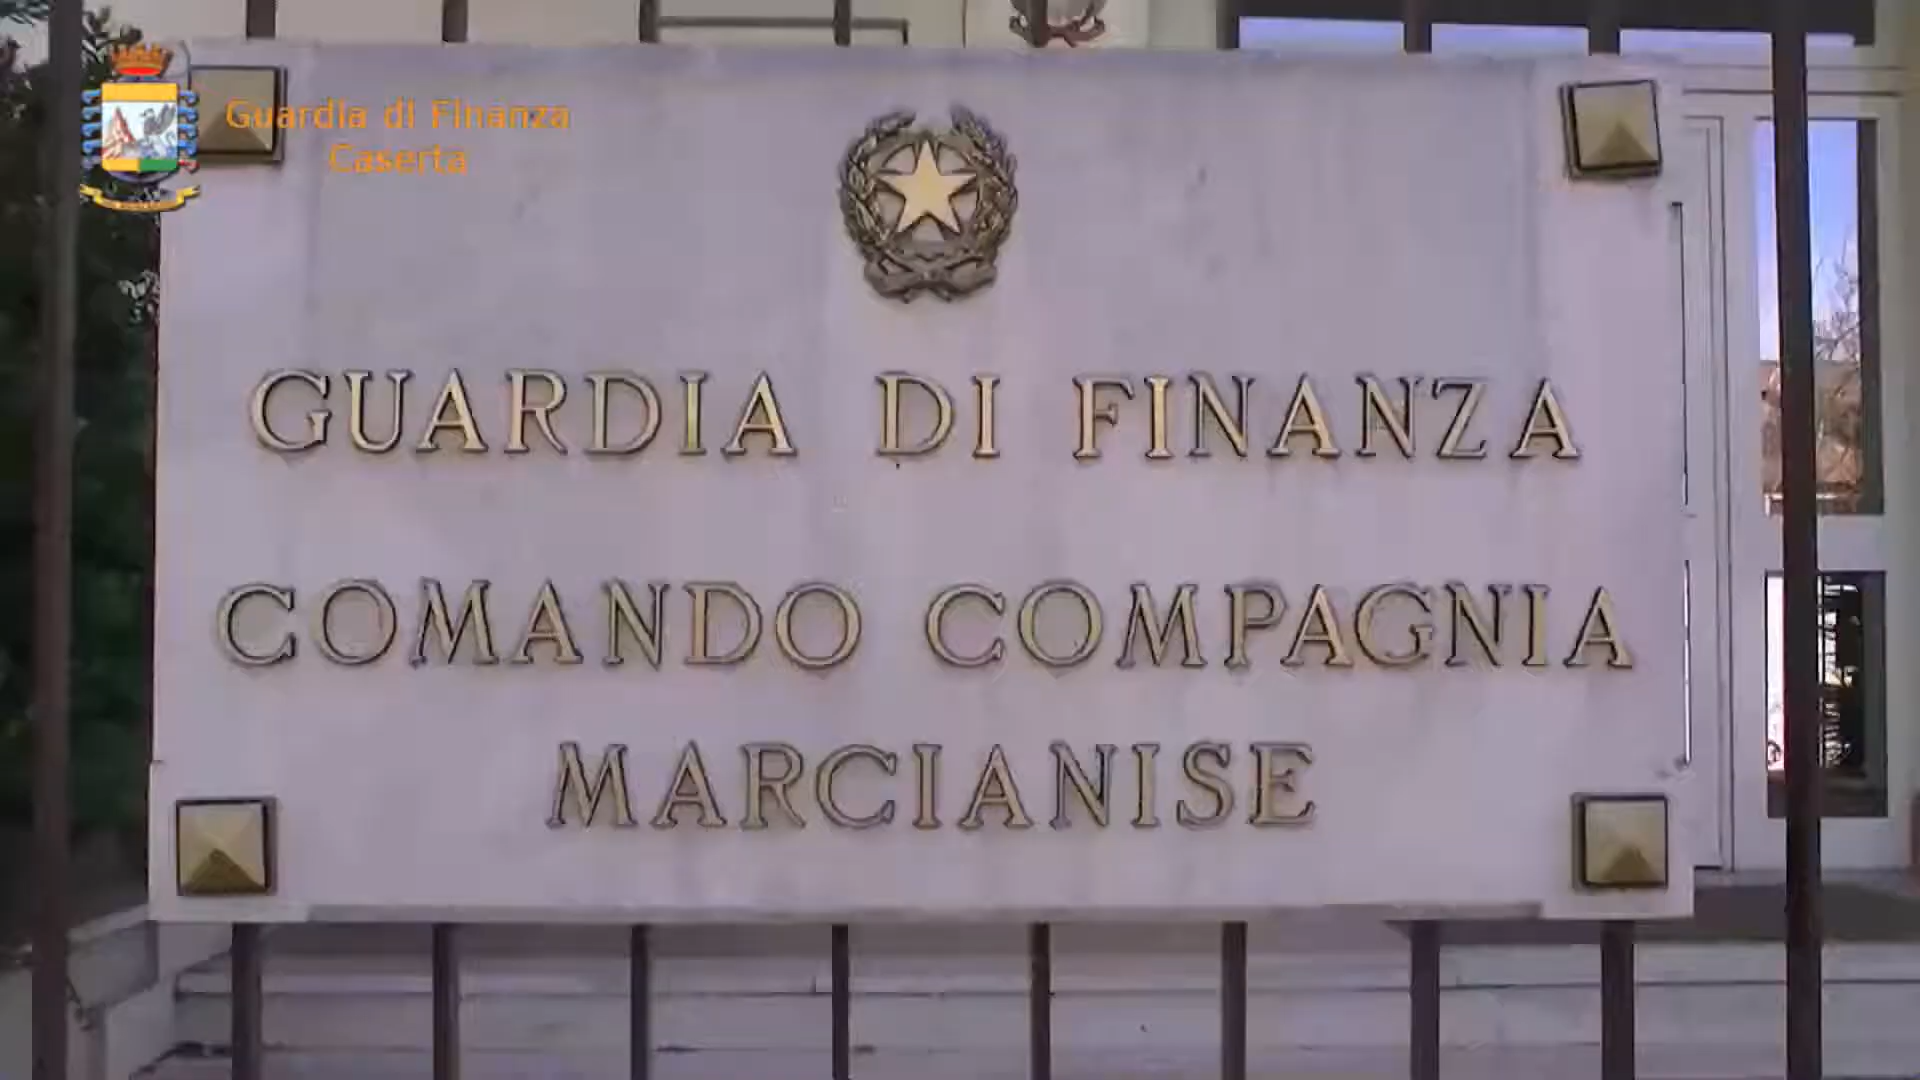 Guardia di Finanza
Caserta
GUARDIA DI FINANZA
COMANDO COMPAGNIA
MARCIANISE